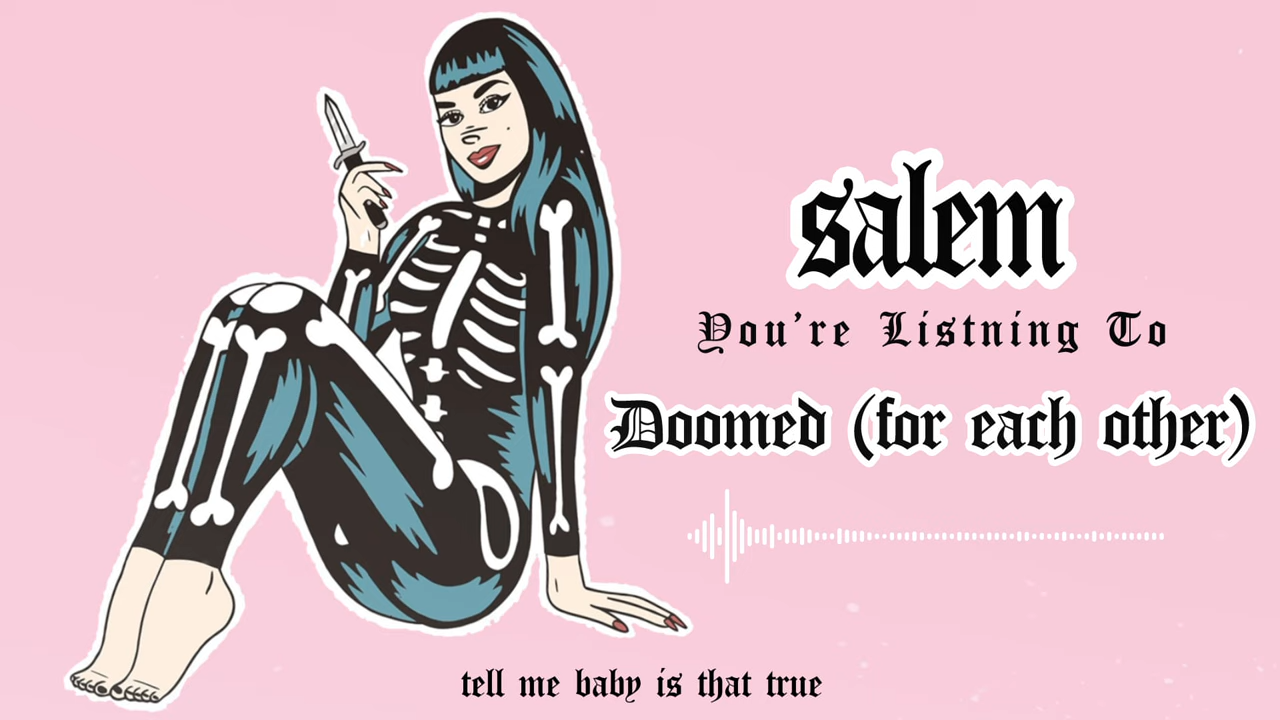 salem
You're Listning To
Doomed (for each other)
tell me baby is that true